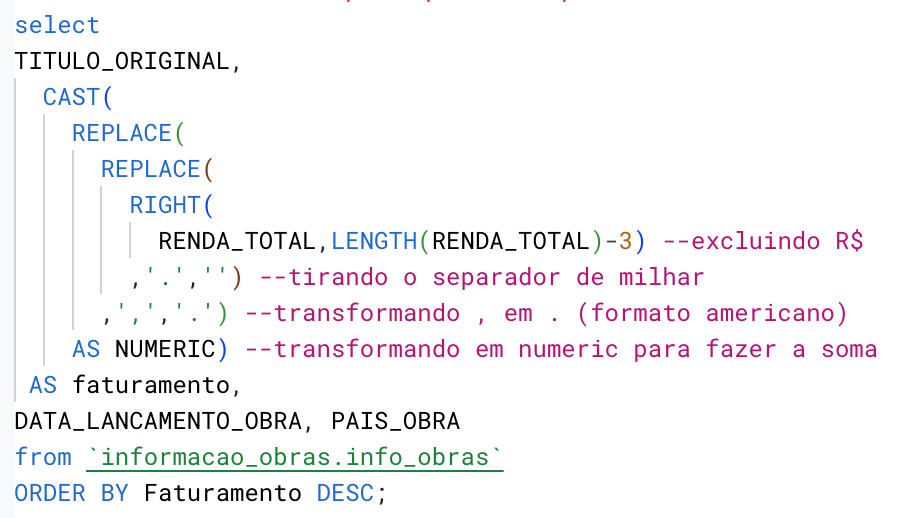 select
TITULO_ORIGINAL,
CAST(
REPLACE(
REPLACE(
RIGHT(
RENDA_TOTAL,LENGTH(RENDA_TOTAL)-3) --excluindo R$
,'.','') --tirando o separador de milhar
,',','.') --transformando , em . (formato americano)
AS NUMERIC) --transformando em numeric para fazer a soma
AS faturamento,
DATA_LANCAMENTO_OBRA, PAIS_OBRA
from `informacao_obras.info_obras`
ORDER BY Faturamento DESC;